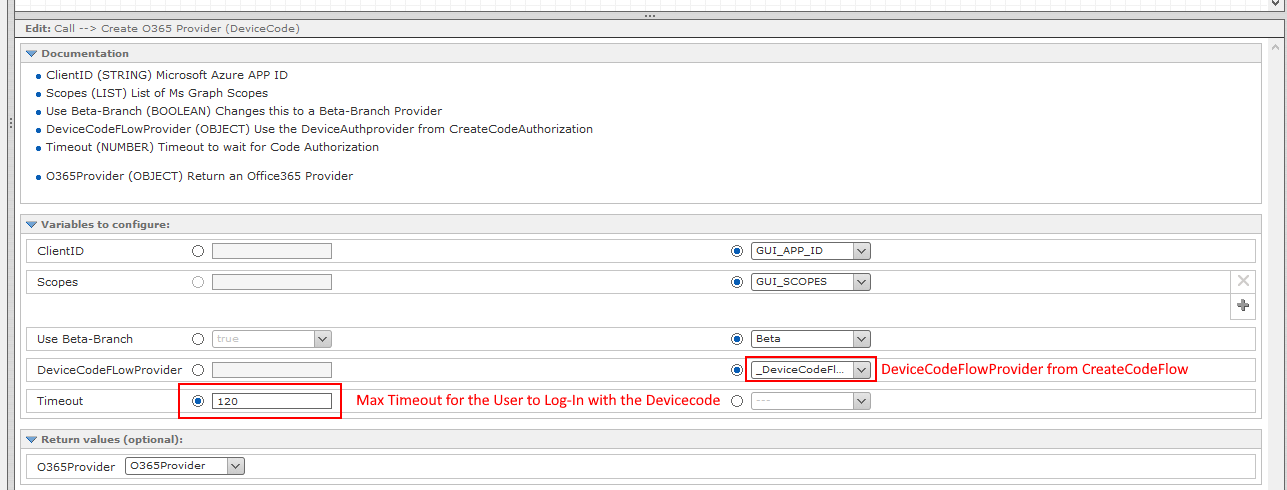 Edit: Call --> Create O365 Provider (DeviceCode)
Documentation
ClientID (STRING) Microsoft Azure APP ID
Scopes (LIST) List of Ms Graph Scopes
Use Beta-Branch (BOOLEAN) Changes this to a Beta-Branch Provider
DeviceCodeFLowProvider (OBJECT) Use the DeviceAuthprovider from CreateCodeAuthorization
Timeout (NUMBER) Timeout to wait for Code Authorization
O365Provider (OBJECT) Return an Office365 Provider
Variables to configure:
ClientID GUI_APP_ID
Scopes GUI_SCOPES
Use Beta-Branch true Beta
DeviceCodeFLowProvider _DeviceCodeFl... DeviceCodeFlowProvider from CreateCodeFlow
Timeout 120 Max Timeout for the User to Log-In with the Devicecode ---
Return values (optional):
O365Provider O365Provider